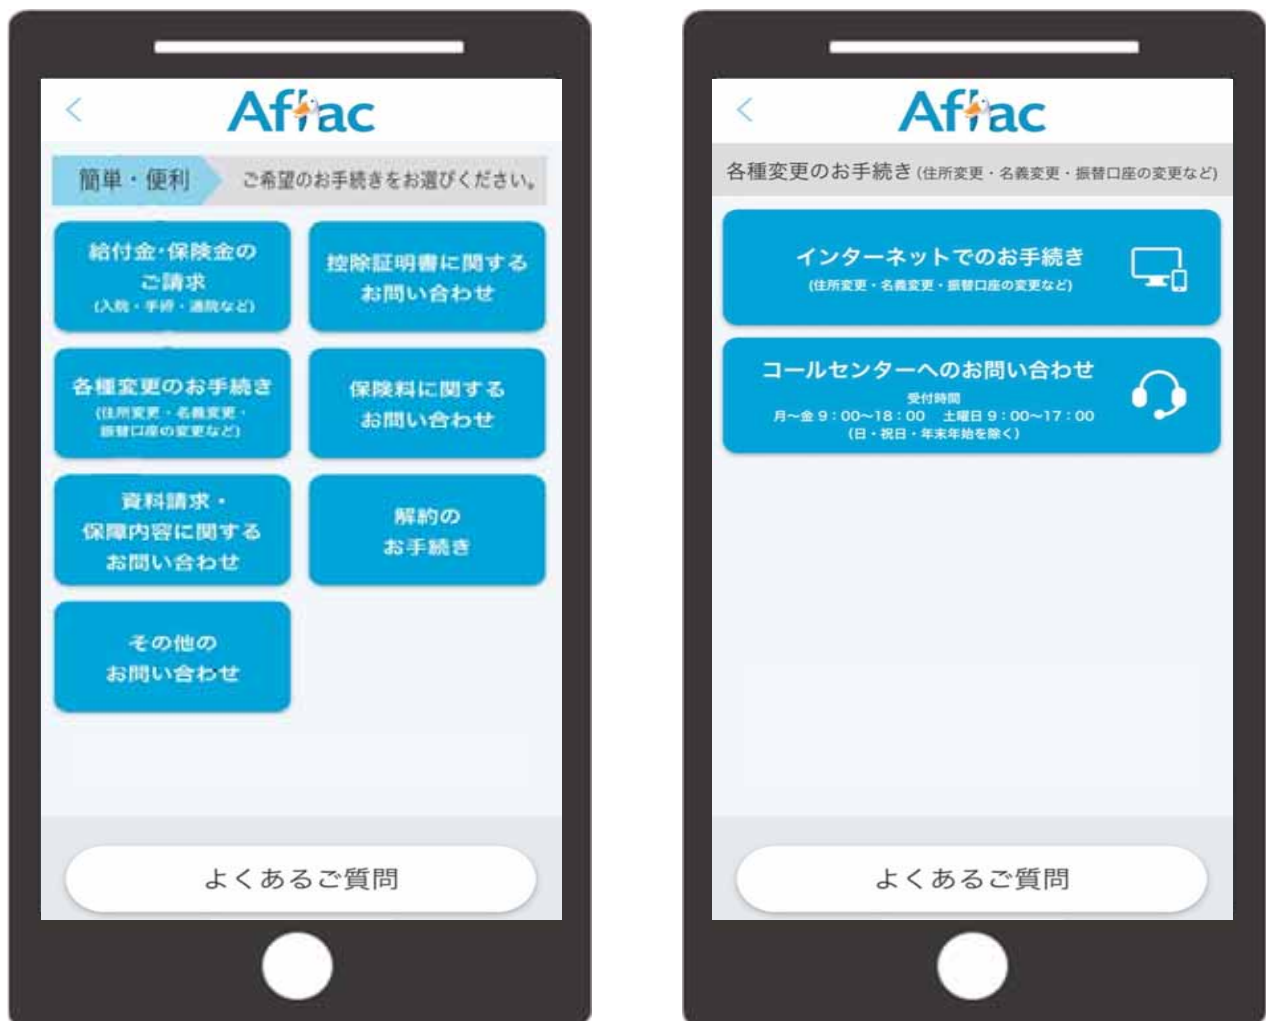 Aflac
簡単・便利
ご希望のお手続きをお選びください。
給付金・保険金の
ご請求
(入院・手術・通院など)
控除証明書に関する
お問い合わせ
各種変更のお手続き
(住所変更・名義変更・
振替口座の変更など)
保険料に関する
お問い合わせ
資料請求・
保障内容に関する
お問い合わせ
解約の
お手続き
その他の
お問い合わせ
よくあるご質問
Aflac
各種変更のお手続き(住所変更・名義変更・振替口座の変更など)
インターネットでのお手続き
(住所変更・名義変更・振替口座の変更など)
コールセンターへのお問い合わせ
受付時間
月~金 9:00~18:00 土曜日 9:00~17:00
(日・祝日・年末年始を除く)
よくあるご質問